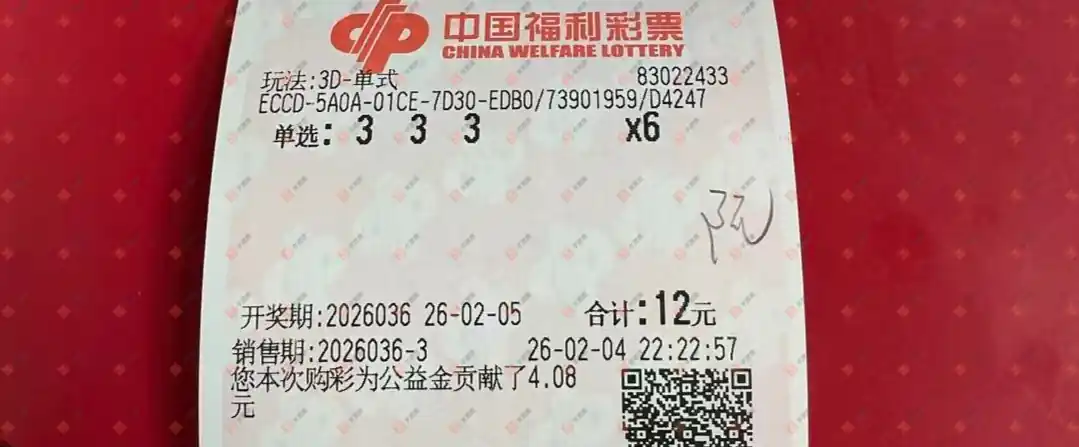 中国福利彩票
CHINA WELFARE LOTTERY
玩法:3D-单式 83022433
ECCD-5A0A-01CE-7D30-EDB0/73901959/D4247
单选: 3 3 3 x6
开奖期:2026036 26-02-05 合计:12元
销售期:2026036-3 26-02-04 22:22:57
您本次购彩为公益金贡献了4.08
元